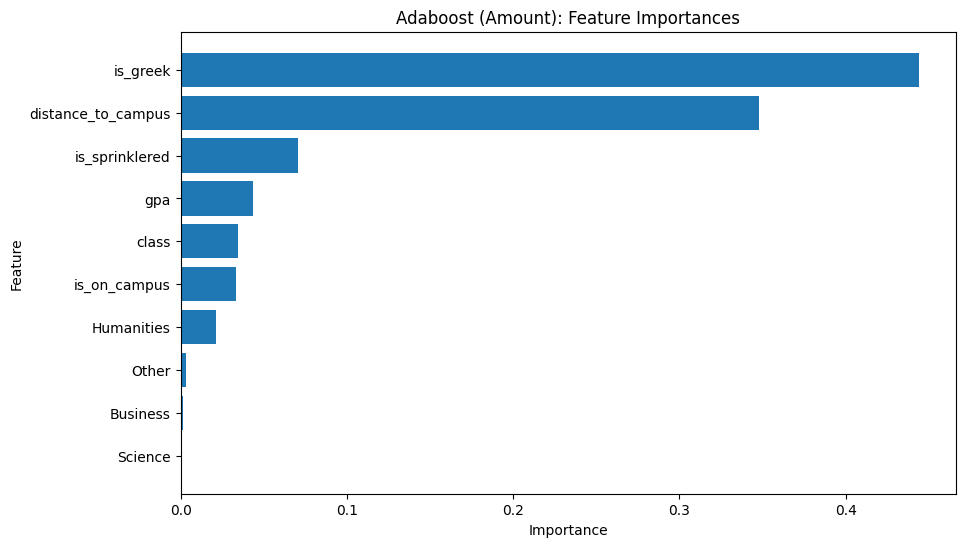 Adaboost (Amount): Feature Importances
is_greek
distance_to_campus
is_sprinklered
gpa
class
is_on_campus
Humanities
Other
Business
Science
Feature
0.0 0.1 0.2 0.3 0.4
Importance